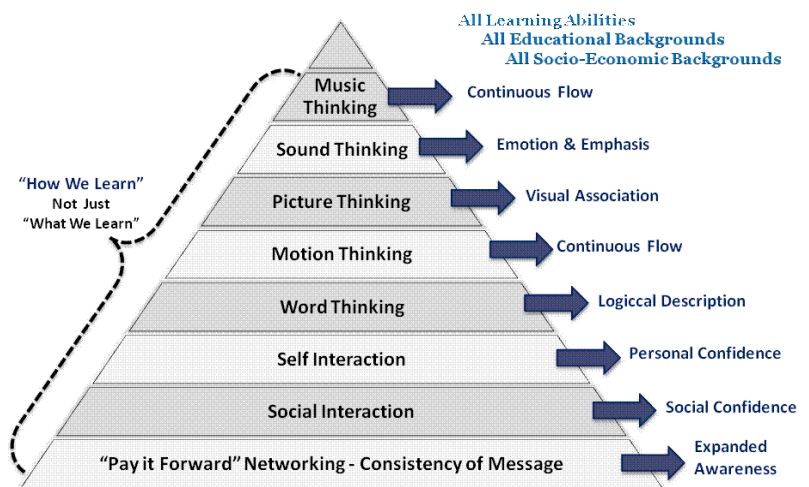 All Learning Abilities
All Educational Backgrounds
All Socio-Economic Backgrounds
Music
Thinking
Continuous Flow
Sound Thinking
Emotion & Emphasis
"How We Learn"
Not Just
"What We Learn"
Picture Thinking
Visual Association
Motion Thinking
Continuous Flow
Word Thinking
Logiccal Description
Self Interaction
Personal Confidence
Social Interaction
Social Confidence
"Pay it Forward" Networking - Consistency of Message
Expanded
Awareness